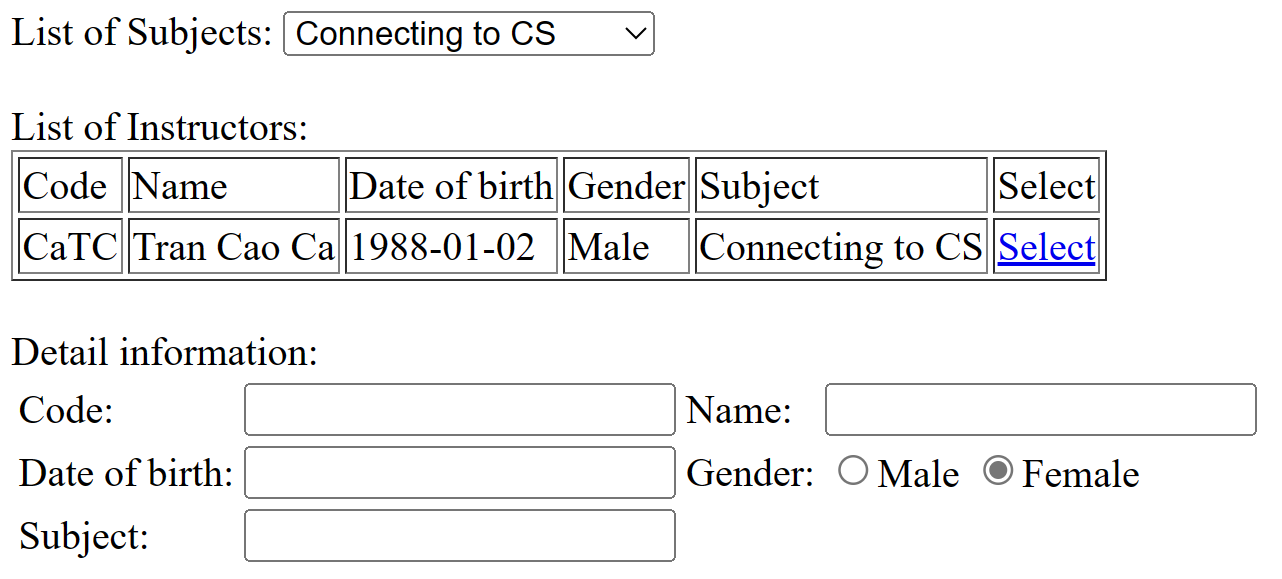 List of Subjects: Connecting to CS
List of Instructors:
Code Name Date of birth Gender Subject Select
CaTC Tran Cao Ca 1988-01-02 Male Connecting to CS Select
Detail information:
Code: Name:
Date of birth: Gender: Male Female
Subject: